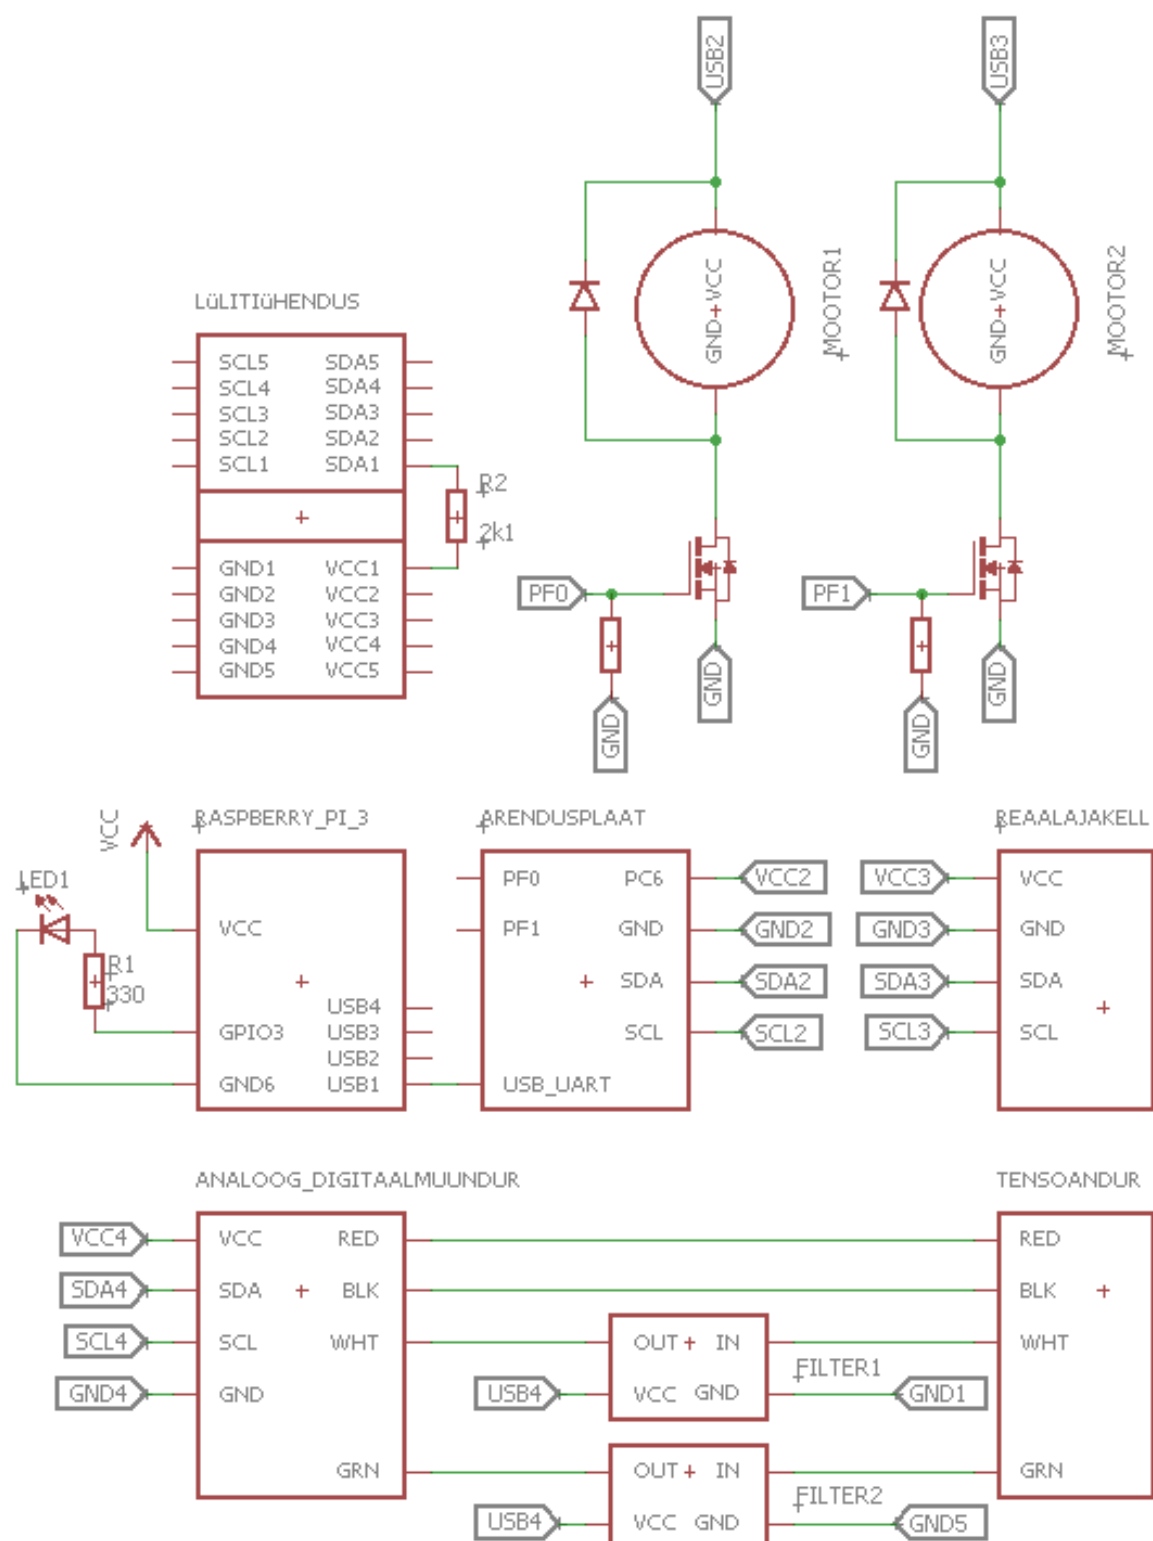 USB2
USB3
GND+VCC
MOOTOR1
GND+VCC
MOOTOR2
LüLITIüHENDUS
SCL5 SDA5
SCL4 SDA4
SCL3 SDA3
SCL2 SDA2
SCL1 SDA1
R2
2k1
GND1 VCC1
GND2 VCC2
GND3 VCC3
GND4 VCC4
GND5 VCC5
PF0
GND
GND
PF1
GND
GND
VCC
RASPBERRY_PI_3
ARENDUSPLAAT
REAALAJAKELL
LED1
R1
330
VCC
GPIO3
GND6
USB4
USB3
USB2
USB1
PF0 PC6
PF1 GND
SDA
SCL
USB_UART
VCC2
GND2
SDA2
SCL2
VCC3 VCC
GND3 GND
SDA3 SDA
SCL3 SCL
ANALOOG_DIGITAALMUUNDUR
TENSOANDUR
VCC4 VCC RED
SDA4 SDA BLK
SCL4 SCL WHT
GND4 GND
GRN
OUT IN
VCC GND
FILTER1
USB4
GND1
OUT IN
VCC GND
FILTER2
USB4
GND5
RED
BLK
WHT
GRN